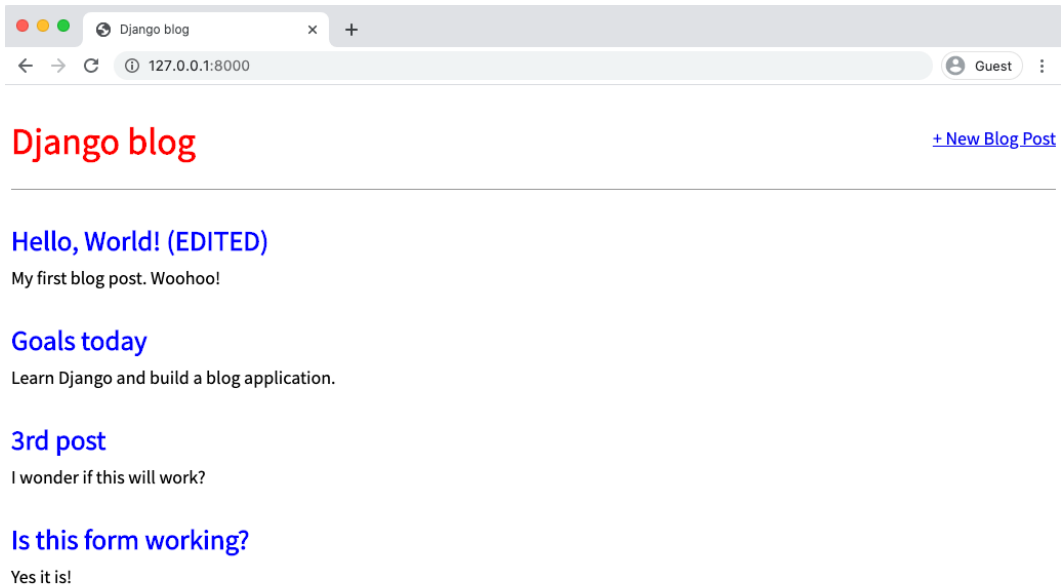 Django blog
127.0.0.1:8000
Guest
Django blog
+ New Blog Post
Hello, World! (EDITED)
My first blog post. Woohoo!
Goals today
Learn Django and build a blog application.
3rd post
I wonder if this will work?
Is this form working?
Yes it is!